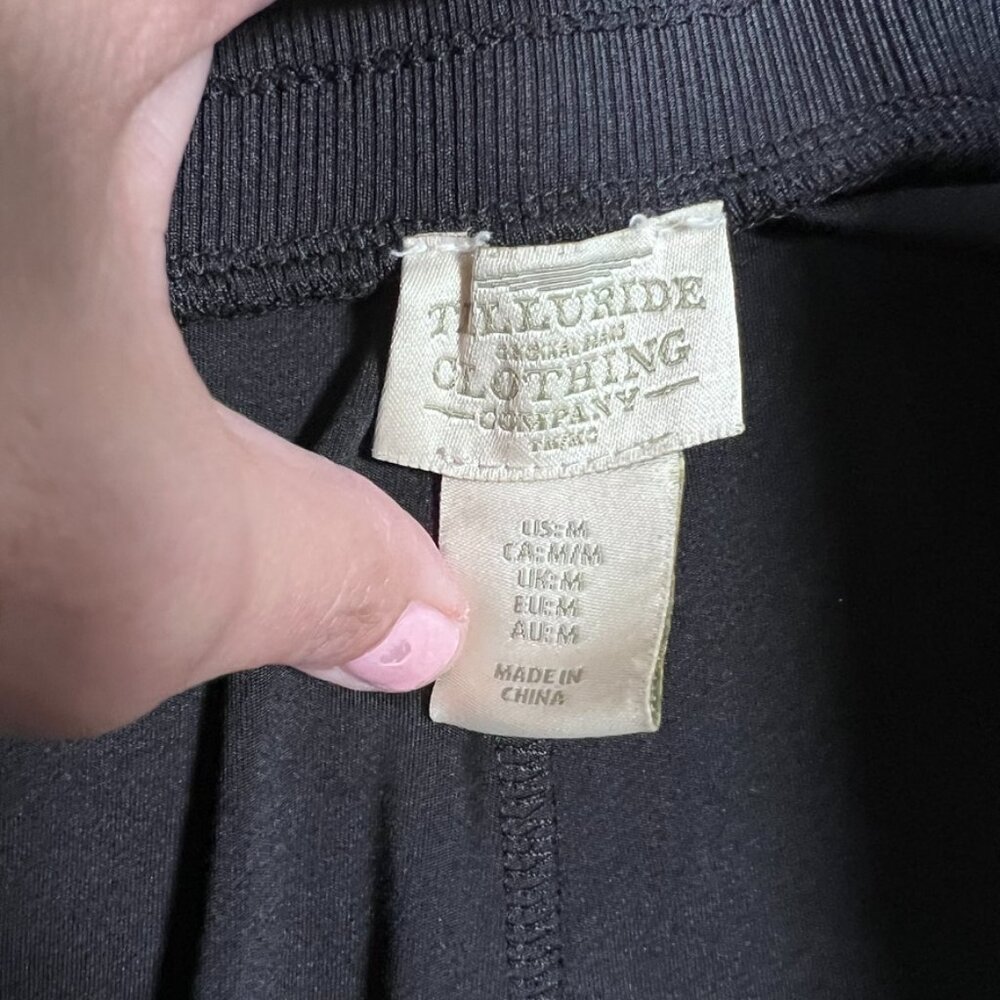 TELLURIDE
CLOTHING
COMPANY
US: M
CA: M/M
UK: M
EU: M
AU: M
MADE IN
CHINA